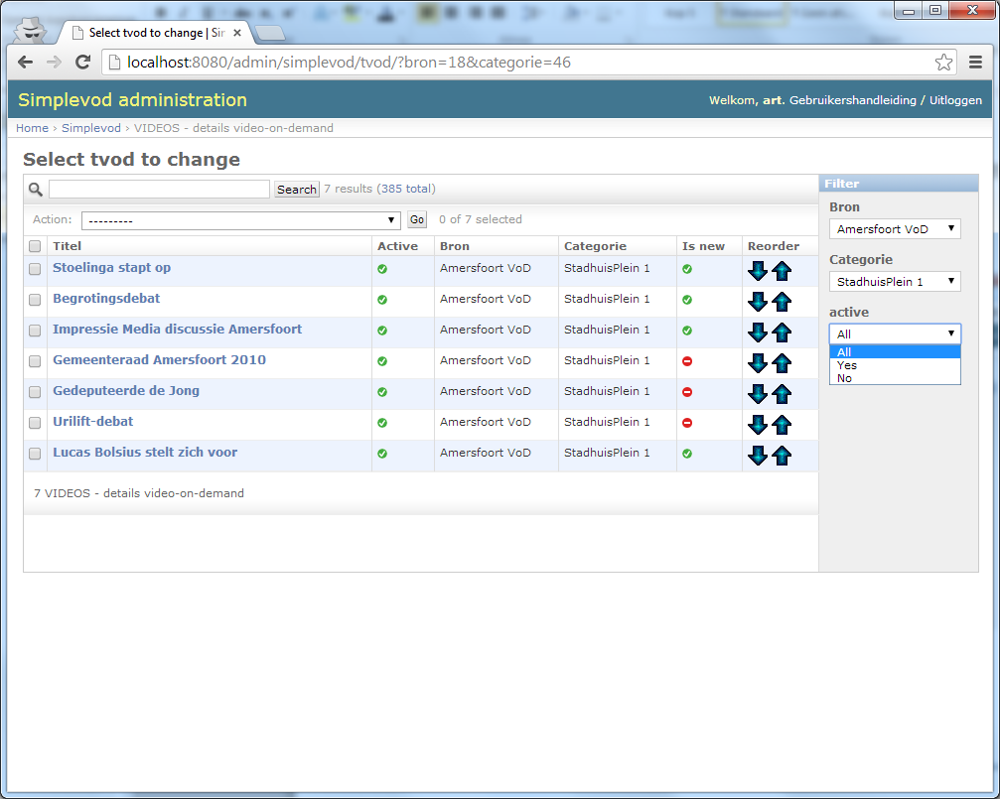 Select tvod to change | Sir
localhost:8080/admin/simplevod/tvod/?bron=18&categorie=46
Simplevod administration
Welkom, art. Gebruikershandleiding / Uitloggen
Home › Simplevod › VIDEOS - details video-on-demand
Select tvod to change
Search 7 results (385 total)
Action: --------- Go 0 of 7 selected
Titel Active Bron Categorie Is new Reorder
Stoelinga stapt op Amersfoort VoD StadhuisPlein 1
Begrotingsdebat Amersfoort VoD StadhuisPlein 1
Impressie Media discussie Amersfoort Amersfoort VoD StadhuisPlein 1
Gemeenteraad Amersfoort 2010 Amersfoort VoD StadhuisPlein 1
Gedeputeerde de Jong Amersfoort VoD StadhuisPlein 1
Urilift-debat Amersfoort VoD StadhuisPlein 1
Lucas Bolsius stelt zich voor Amersfoort VoD StadhuisPlein 1
7 VIDEOS - details video-on-demand
Filter
Bron
Amersfoort VoD
Categorie
StadhuisPlein 1
active
All
All
Yes
No